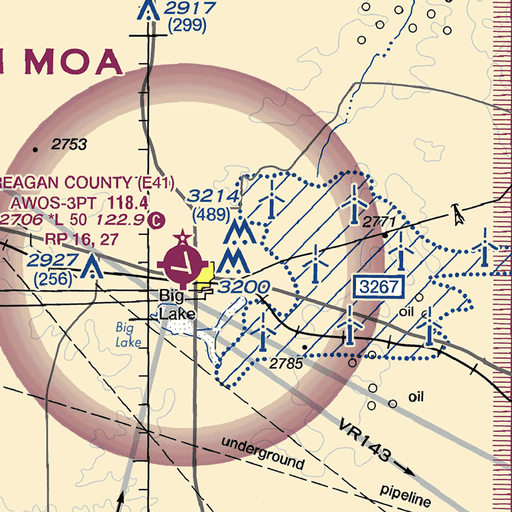 2917
(299)
MOA
2753
REAGAN COUNTY (E41)
AWOS-3PT 118.4
2706 *L 50 122.9 C
RP 16, 27
3214
(489)
2771
2927
(256)
3200
3267
Big
Lake
Big
Lake
oil
2785
oil
VR143
underground
pipeline